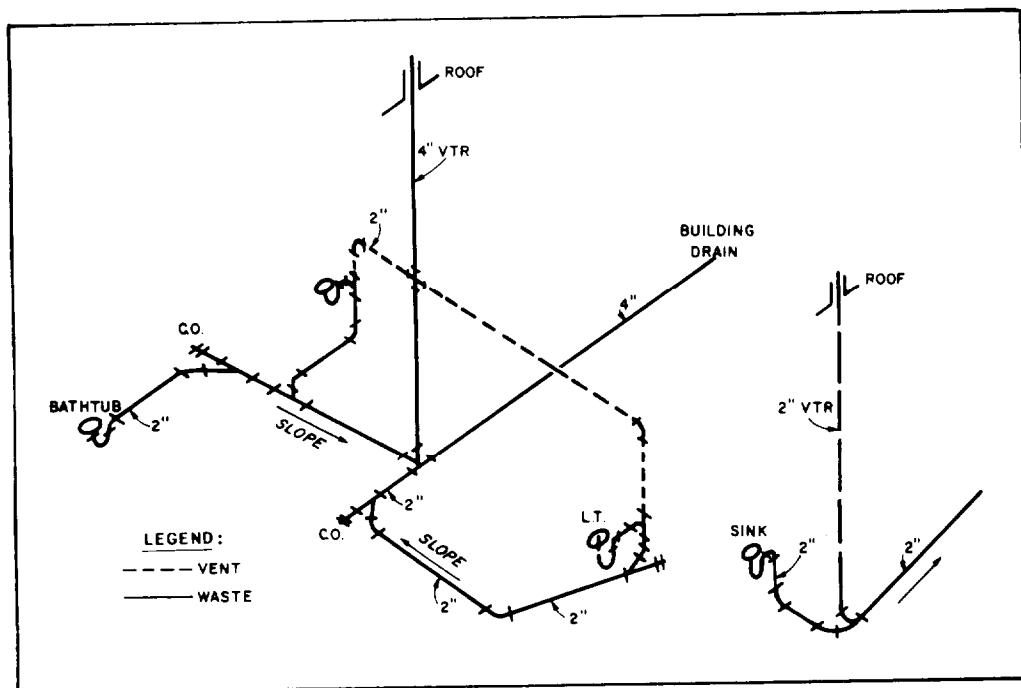 ROOF
4" VTR
2"
BUILDING
DRAIN
4"
ROOF
C.O.
BATHTUB
2"
SLOPE
2" VTR
2"
C.O.
L.T.
SINK
2"
2"
SLOPE
2"
2"
LEGEND:
VENT
WASTE